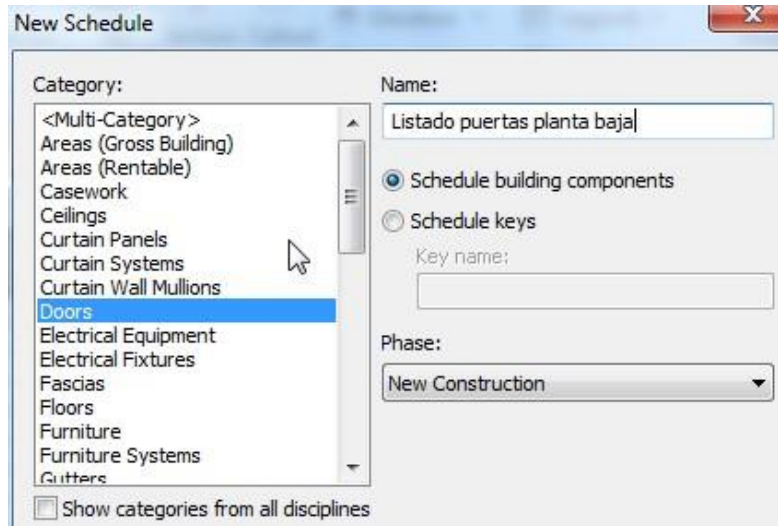 New Schedule
Category:
<Multi-Category>
Areas (Gross Building)
Areas (Rentable)
Casework
Ceilings
Curtain Panels
Curtain Systems
Curtain Wall Mullions
Doors
Electrical Equipment
Electrical Fixtures
Fascias
Floors
Furniture
Furniture Systems
Gutters
Show categories from all disciplines
Name:
Listado puertas planta baja
Schedule building components
Schedule keys
Key name:
Phase:
New Construction